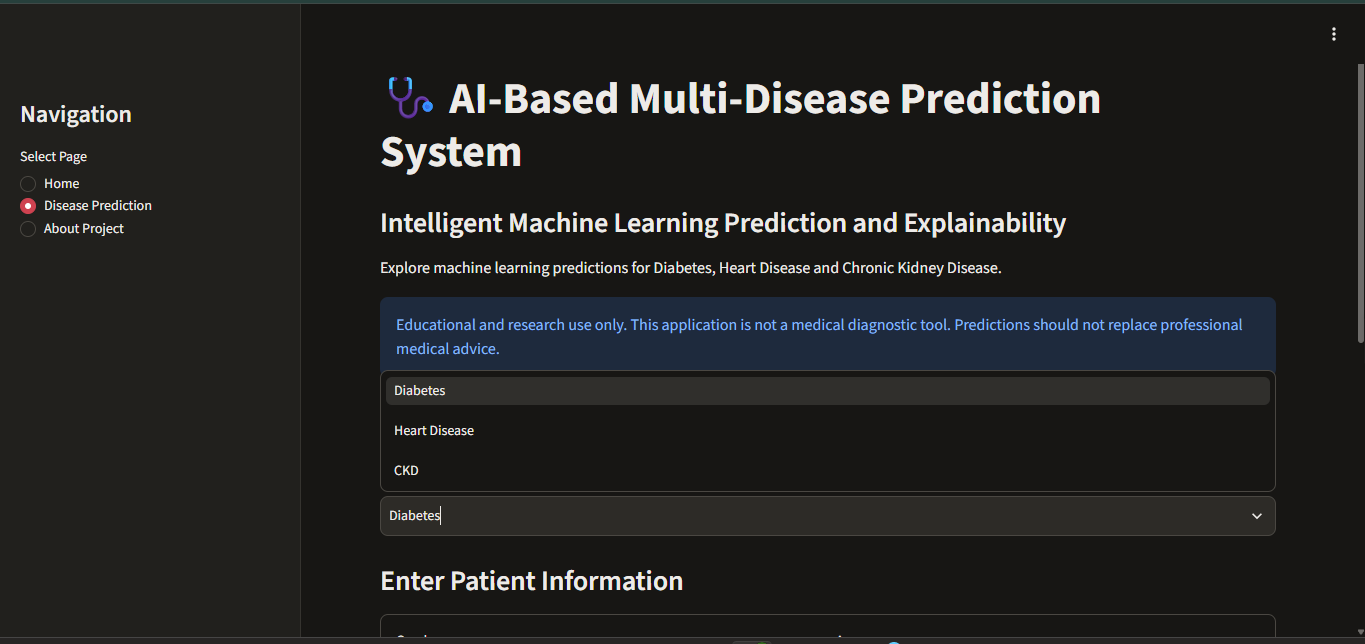 Navigation
Select Page
Home
Disease Prediction
About Project
AI-Based Multi-Disease Prediction
System
Intelligent Machine Learning Prediction and Explainability
Explore machine learning predictions for Diabetes, Heart Disease and Chronic Kidney Disease.
Educational and research use only. This application is not a medical diagnostic tool. Predictions should not replace professional
medical advice.
Diabetes
Heart Disease
CKD
Diabetes
Enter Patient Information